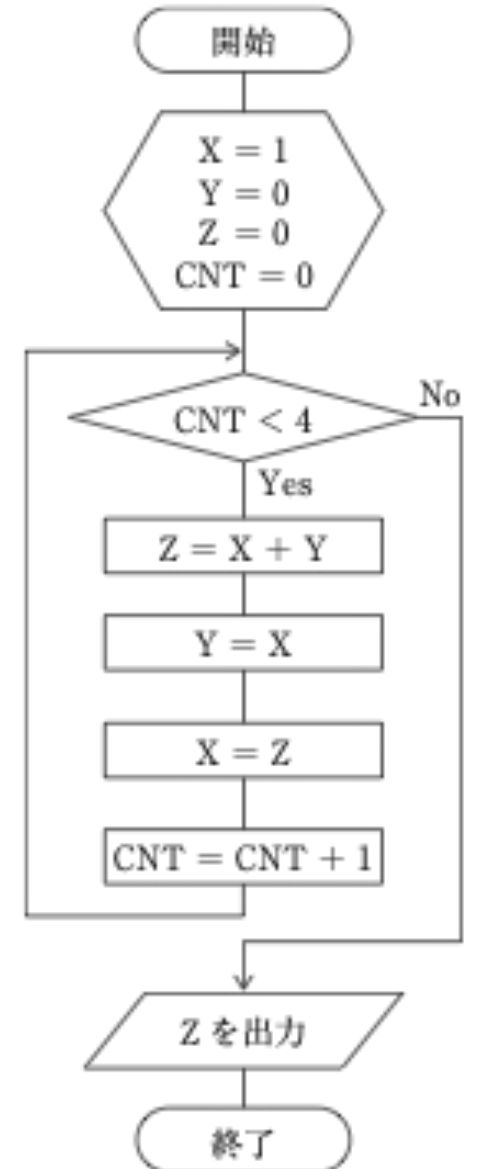 開始
X = 1
Y = 0
Z = 0
CNT = 0
CNT < 4
No
Yes
Z = X + Y
Y = X
X = Z
CNT = CNT + 1
Z を出力
終了